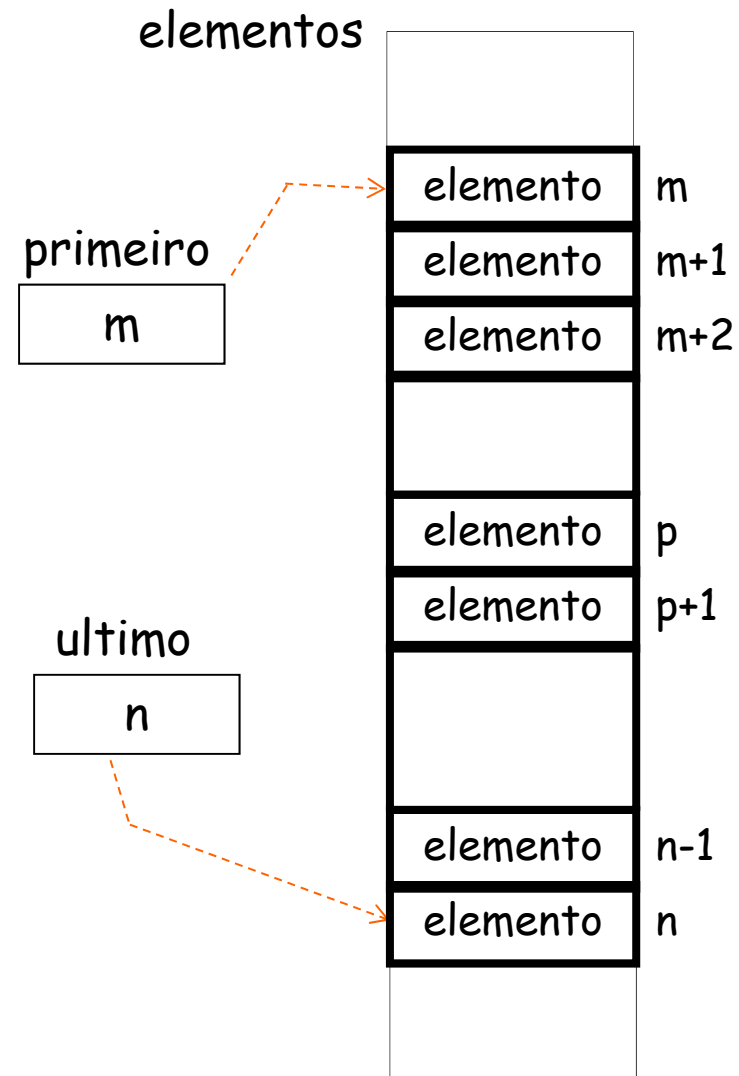 elementos
elemento m
primeiro
elemento m+1
m
elemento m+2
elemento p
elemento p+1
ultimo
n
elemento n-1
elemento n